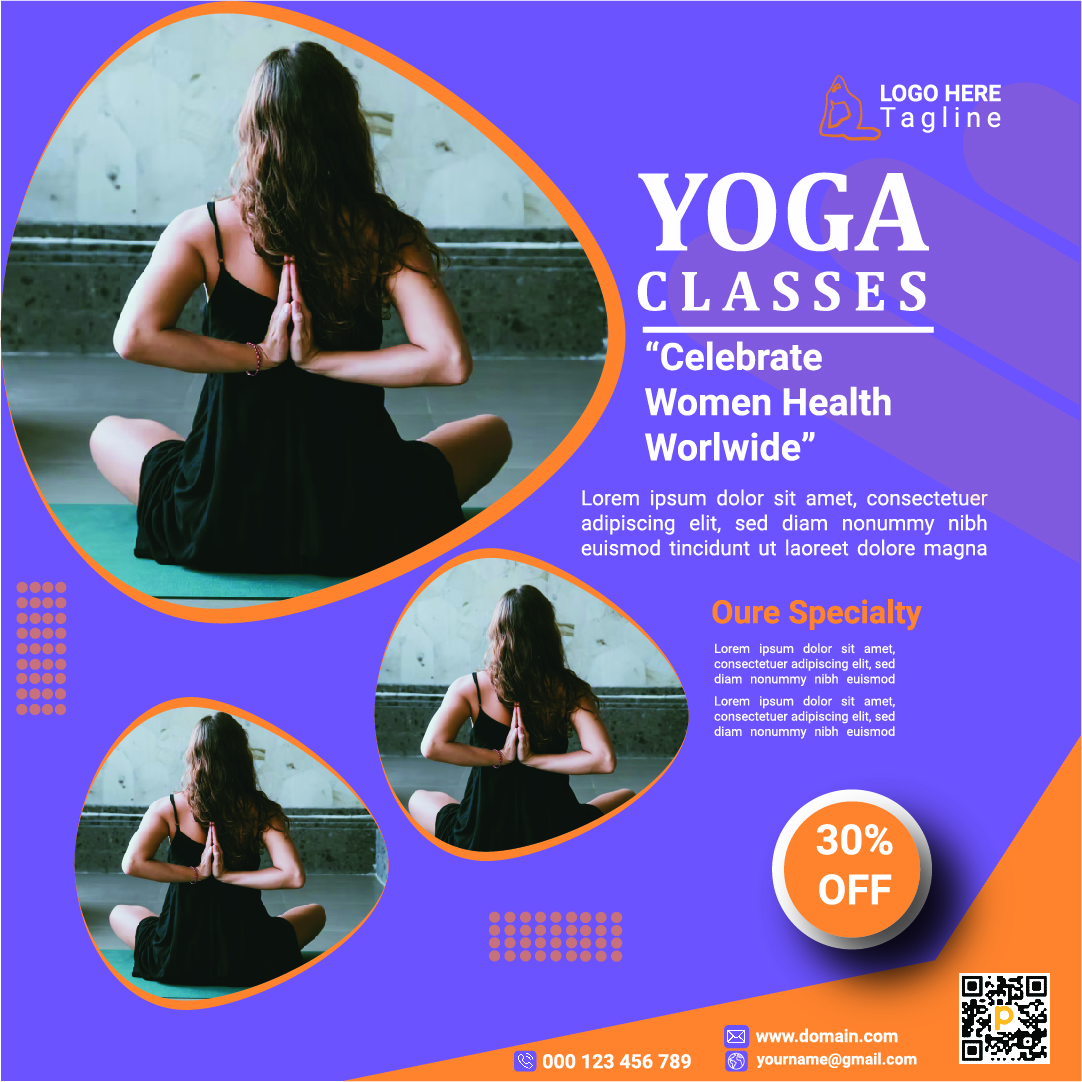 LOGO HERE
Tagline
YOGA
CLASSES
“Celebrate
Women Health
Worlwide”
Lorem ipsum dolor sit amet, consectetuer
adipiscing elit, sed diam nonummy nibh
euismod tincidunt ut laoreet dolore magna
Oure Specialty
Lorem ipsum dolor sit amet,
consectetuer adipiscing elit, sed
diam nonummy nibh euismod
Lorem ipsum dolor sit amet,
consectetuer adipiscing elit, sed
diam nonummy nibh euismod
30%
OFF
www.domain.com
000 123 456 789
yourname@gmail.com
P